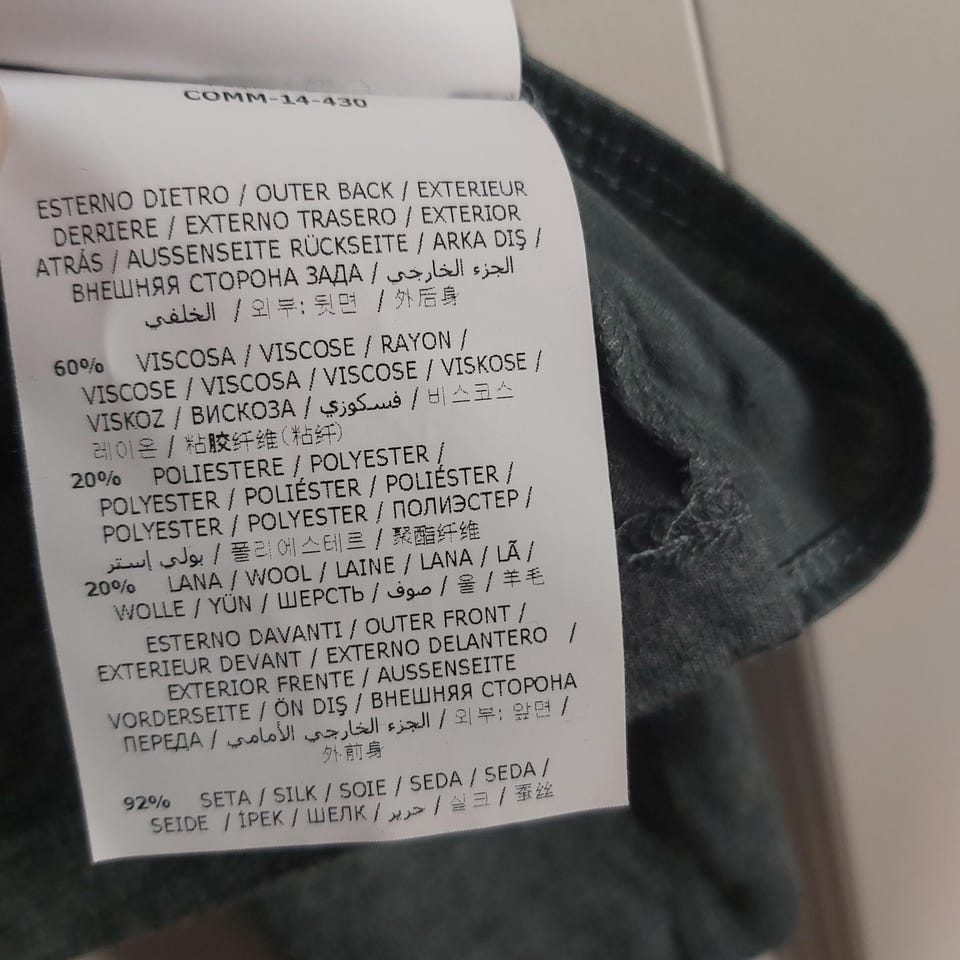 COMM-14-430
ESTERNO DIETRO / OUTER BACK / EXTERIEUR
DERRIERE / EXTERNO TRASERO / EXTERIOR
ATRÁS / AUSSENSEITE RÜCKSEITE / ARKA DIŞ /
ВНЕШНЯЯ СТОРОНА ЗАДА / الجزء الخارجي
الخلفي / 외부: 뒷면 / 外后身
60% VISCOSA / VISCOSE / RAYON /
VISCOSE / VISCOSA / VISCOSE / VISKOSE /
VISKOZ / ВИСКОЗА / فسكوزي / 비스코스
레이온 / 粘胶纤维(粘纤)
20% POLIESTERE / POLYESTER /
POLYESTER / POLIÉSTER / POLIÉSTER /
POLYESTER / POLYESTER / ПОЛИЭСТЕР /
بولي إستر / 폴리에스테르 / 聚酯纤维
20% LANA / WOOL / LAINE / LANA / LÃ /
WOLLE / YÜN / ШЕРСТЬ / صوف / 울 / 羊毛
ESTERNO DAVANTI / OUTER FRONT /
EXTERIEUR DEVANT / EXTERNO DELANTERO /
EXTERIOR FRENTE / AUSSENSEITE
VORDERSEITE / ÖN DIŞ / ВНЕШНЯЯ СТОРОНА
ПЕРЕДА / الجزء الخارجي الأمامي / 외부: 앞면 /
外前身
92% SETA / SILK / SOIE / SEDA / SEDA /
SEIDE / İPEK / ШЕЛК / حرير / 실크 / 蚕丝